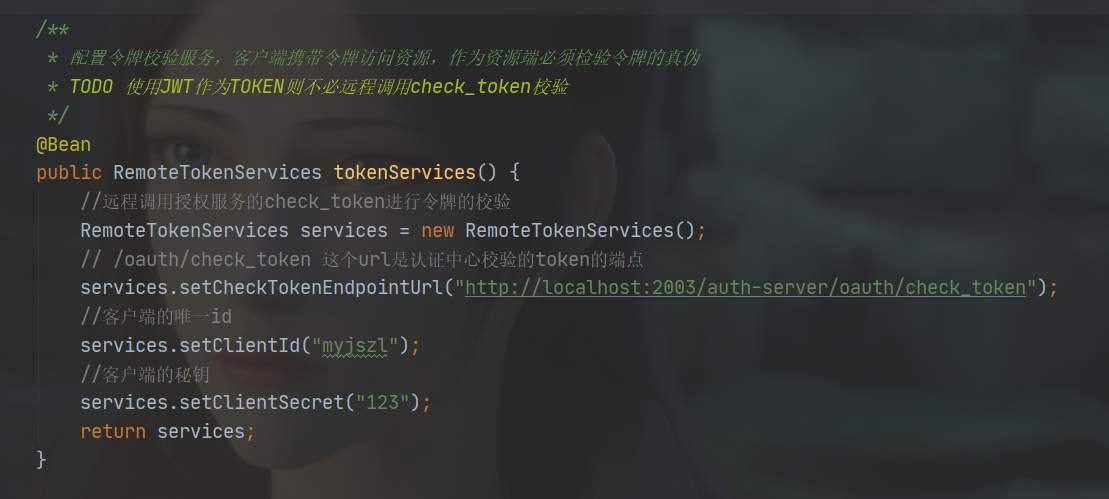 /**
 * 配置令牌校验服务，客户端携带令牌访问资源，作为资源端必须检验令牌的真伪
 * TODO 使用JWT作为TOKEN则不必远程调用check_token校验
 */
@Bean
public RemoteTokenServices tokenServices() {
    //远程调用授权服务的check_token进行令牌的校验
    RemoteTokenServices services = new RemoteTokenServices();
    // /oauth/check_token 这个url是认证中心校验的token的端点
    services.setCheckTokenEndpointUrl("http://localhost:2003/auth-server/oauth/check_token");
    //客户端的唯一id
    services.setClientId("myjszl");
    //客户端的秘钥
    services.setClientSecret("123");
    return services;
}